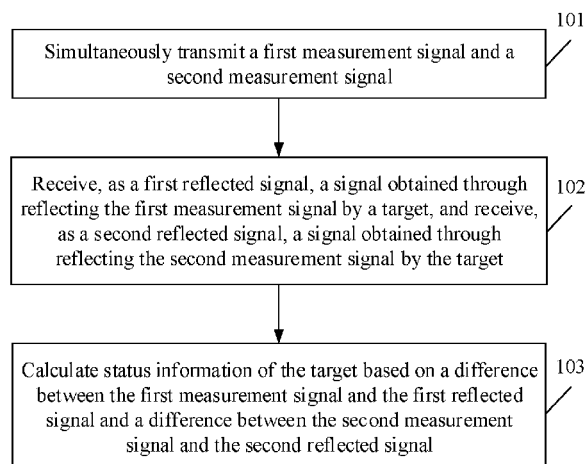 101
Simultaneously transmit a first measurement signal and a
second measurement signal
102
Receive, as a first reflected signal, a signal obtained through
reflecting the first measurement signal by a target, and receive,
as a second reflected signal, a signal obtained through
reflecting the second measurement signal by the target
103
Calculate status information of the target based on a difference
between the first measurement signal and the first reflected
signal and a difference between the second measurement
signal and the second reflected signal